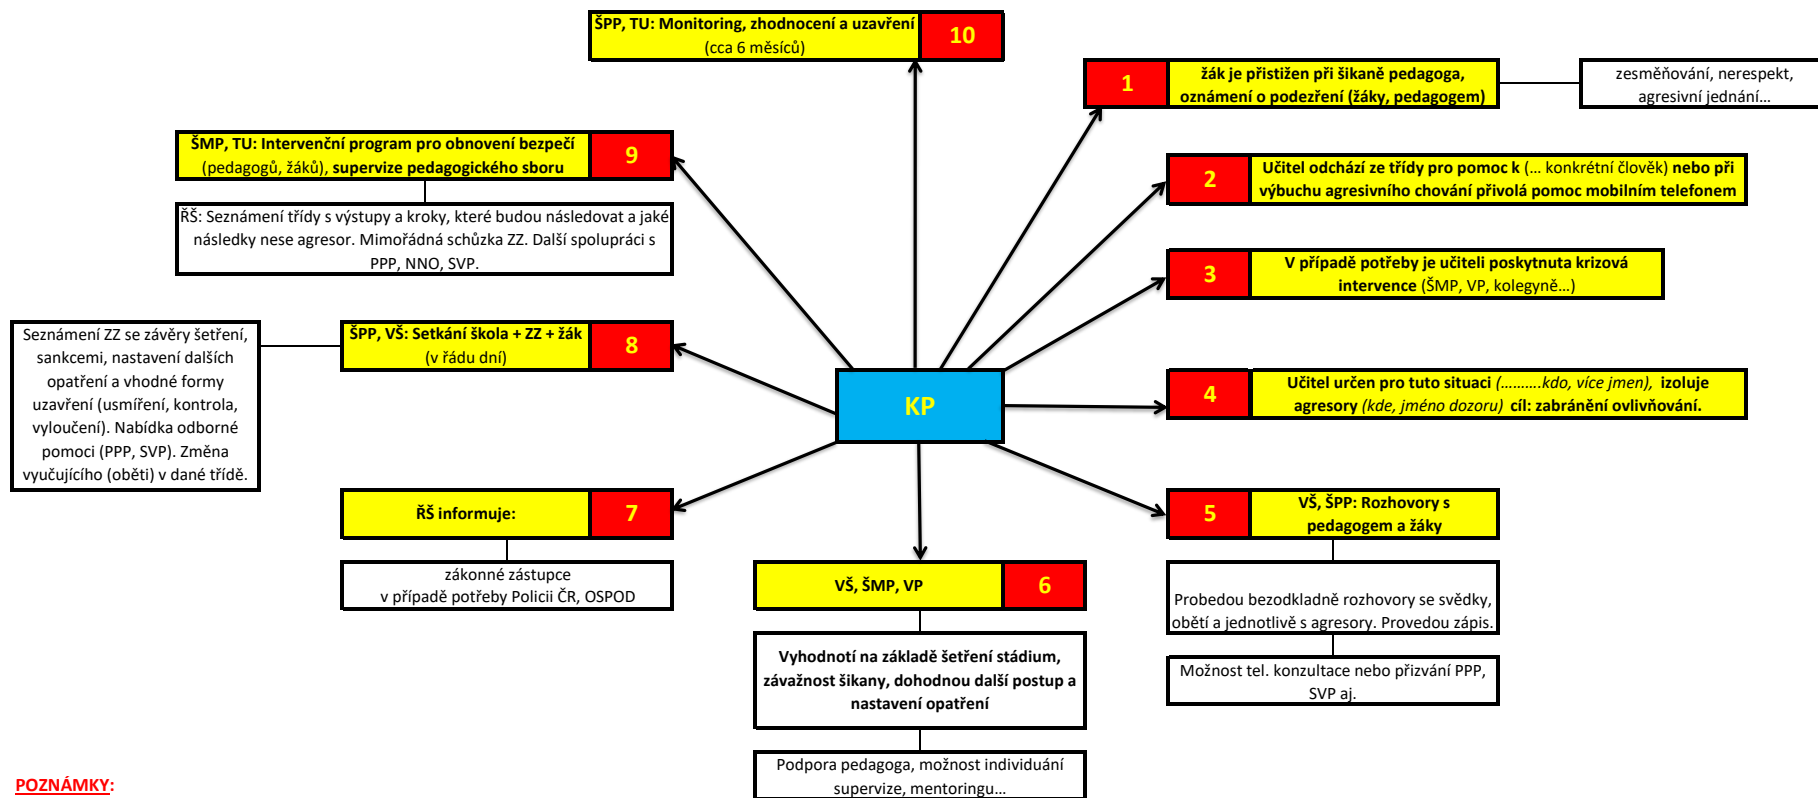 ŠPP, TU: Monitoring, zhodnocení a uzavření
(cca 6 měsíců)
10
1
žák je přistižen při šikaně pedagoga,
oznámení o podezření (žáky, pedagogem)
zesměňování, nerespekt,
agresivní jednání…
ŠMP, TU: Intervenční program pro obnovení bezpečí
(pedagogů, žáků), supervize pedagogického sboru
9
ŘŠ: Seznámení třídy s výstupy a kroky, které budou následovat a jaké
následky nese agresor. Mimořádná schůzka ZZ. Další spolupráci s
PPP, NNO, SVP.
2
Učitel odchází ze třídy pro pomoc k (… konkrétní člověk) nebo při
výbuchu agresivního chování přivolá pomoc mobilním telefonem
3
V případě potřeby je učiteli poskytnuta krizová
intervence (ŠMP, VP, kolegyně…)
Seznámení ZZ se závěry šetření,
sankcemi, nastavení dalších
opatření a vhodné formy
uzavření (usmíření, kontrola,
vyloučení). Nabídka odborné
pomoci (PPP, SVP). Změna
vyučujícího (oběti) v dané třídě.
ŠPP, VŠ: Setkání škola + ZZ + žák
(v řádu dní)
8
KP
4
Učitel určen pro tuto situaci (……….kdo, více jmen), izoluje
agresory (kde, jméno dozoru) cíl: zabránění ovlivňování.
ŘŠ informuje:
7
zákonné zástupce
v případě potřeby Policii ČR, OSPOD
5
VŠ, ŠPP: Rozhovory s
pedagogem a žáky
Probedou bezodkladně rozhovory se svědky,
obětí a jednotlivě s agresory. Provedou zápis.
Možnost tel. konzultace nebo přizvání PPP,
SVP aj.
VŠ, ŠMP, VP
6
Vyhodnotí na základě šetření stádium,
závažnost šikany, dohodnou další postup a
nastavení opatření
Podpora pedagoga, možnost individuání
supervize, mentoringu…
POZNÁMKY: